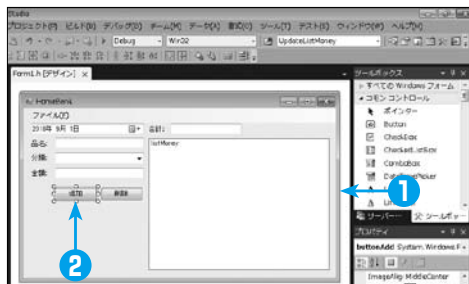 Studio
プロジェクト(P) ビルド(B) デバッグ(D) チーム(M) データ(A) 書式(O) ツール(T) テスト(S) ウィンドウ(W) ヘルプ(H)
Debug Win32 UpdateListMoney
Form1.h [デザイン] ×
ツールボックス
すべての Windows フォーム
コモン コントロール
ポインター
Button
CheckBox
CheckedListBox
ComboBox
DateTimePicker
HomeBank
ファイル(F)
2018年 9月 1日
合計:
品名:
listMoney
分類:
金額:
追加
削除
1
2
サーバー
ツールボ
プロパティ
buttonAdd System.Windows.F
ImageAlign MiddleCenter